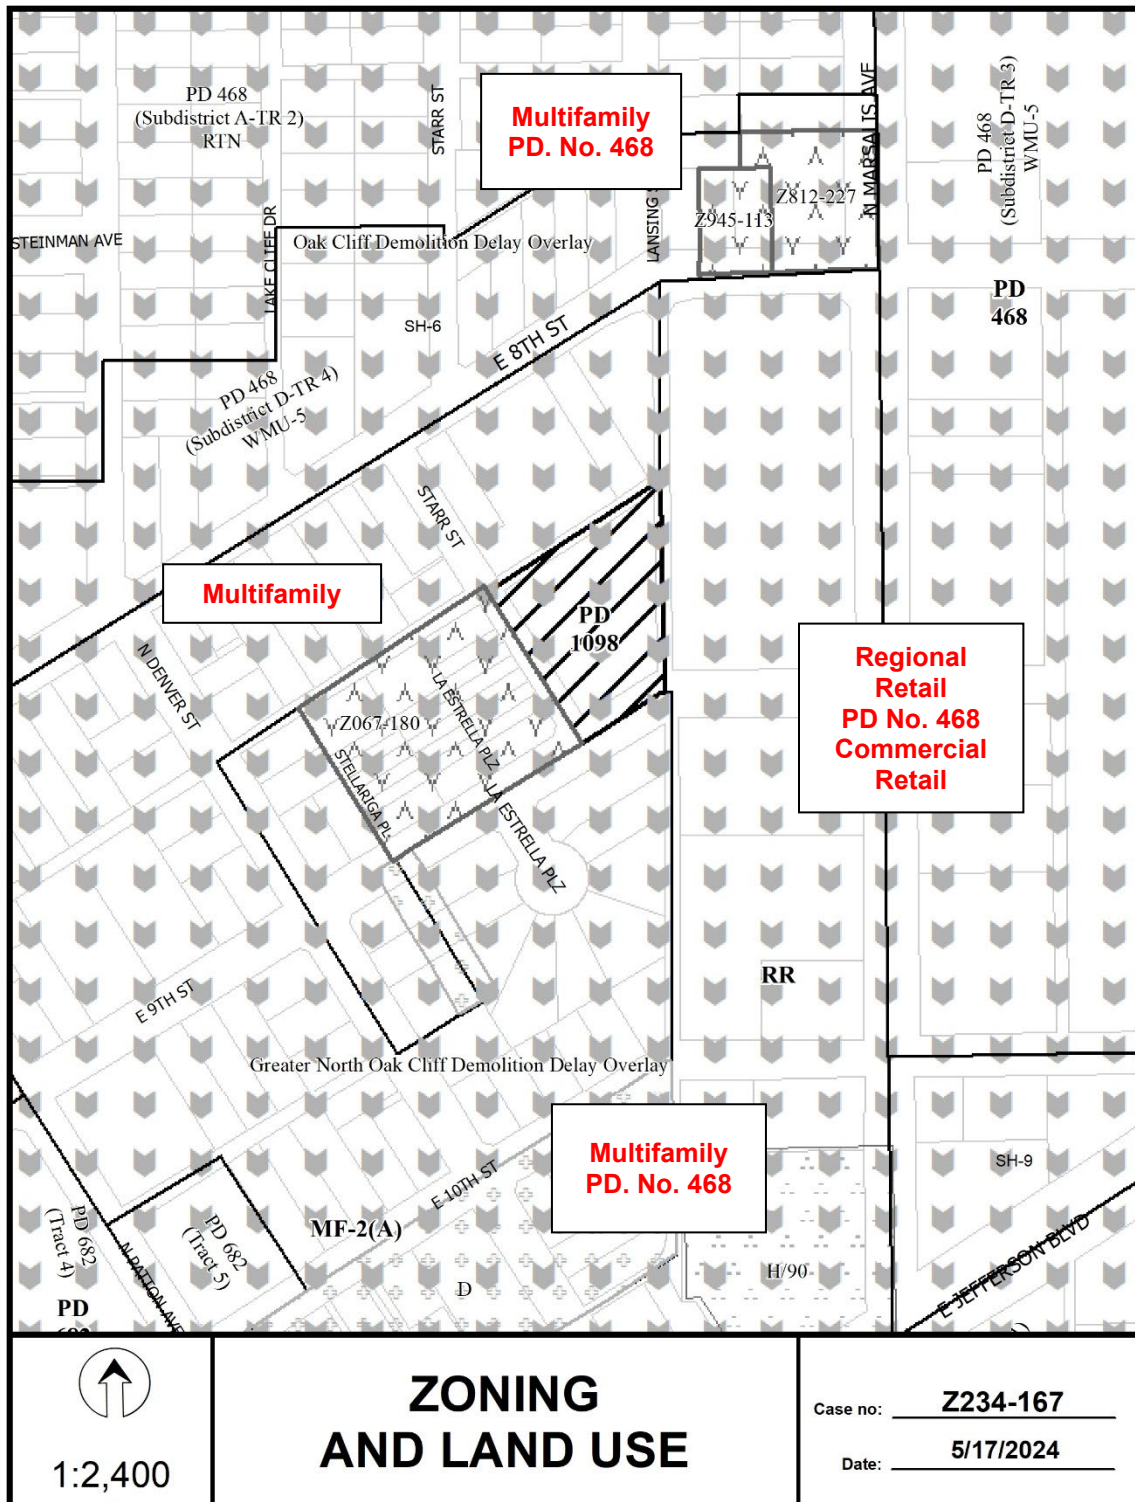 PD 468
(Subdistrict A-TR 2)
RTN
STARR ST
Multifamily
PD. No. 468
N MARSALIS AVE
PD 468
(Subdistrict D-TR 3)
WMU-5
Z812-227
Z945-113
LANSING
STEINMAN AVE
LAKE CLIFF DR
Oak Cliff Demolition Delay Overlay
SH-6
E 8TH ST
PD
468
PD 468
(Subdistrict D-TR 4)
WMU-5
STARR ST
Multifamily
PD
1098
N DENVER ST
Z067-180
LA ESTRELLA PLZ
STELLARIGA PL
LA ESTRELLA PLZ
Regional
Retail
PD No. 468
Commercial
Retail
RR
E 9TH ST
Greater North Oak Cliff Demolition Delay Overlay
Multifamily
PD. No. 468
SH-9
E 10TH ST
PD 682
(Tract 4)
PD 682
(Tract 5)
MF-2(A)
N PATTON AVE
D
H/90
E JEFFERSON BLVD
PD
1:2,400
ZONING
AND LAND USE
Case no: Z234-167
Date: 5/17/2024